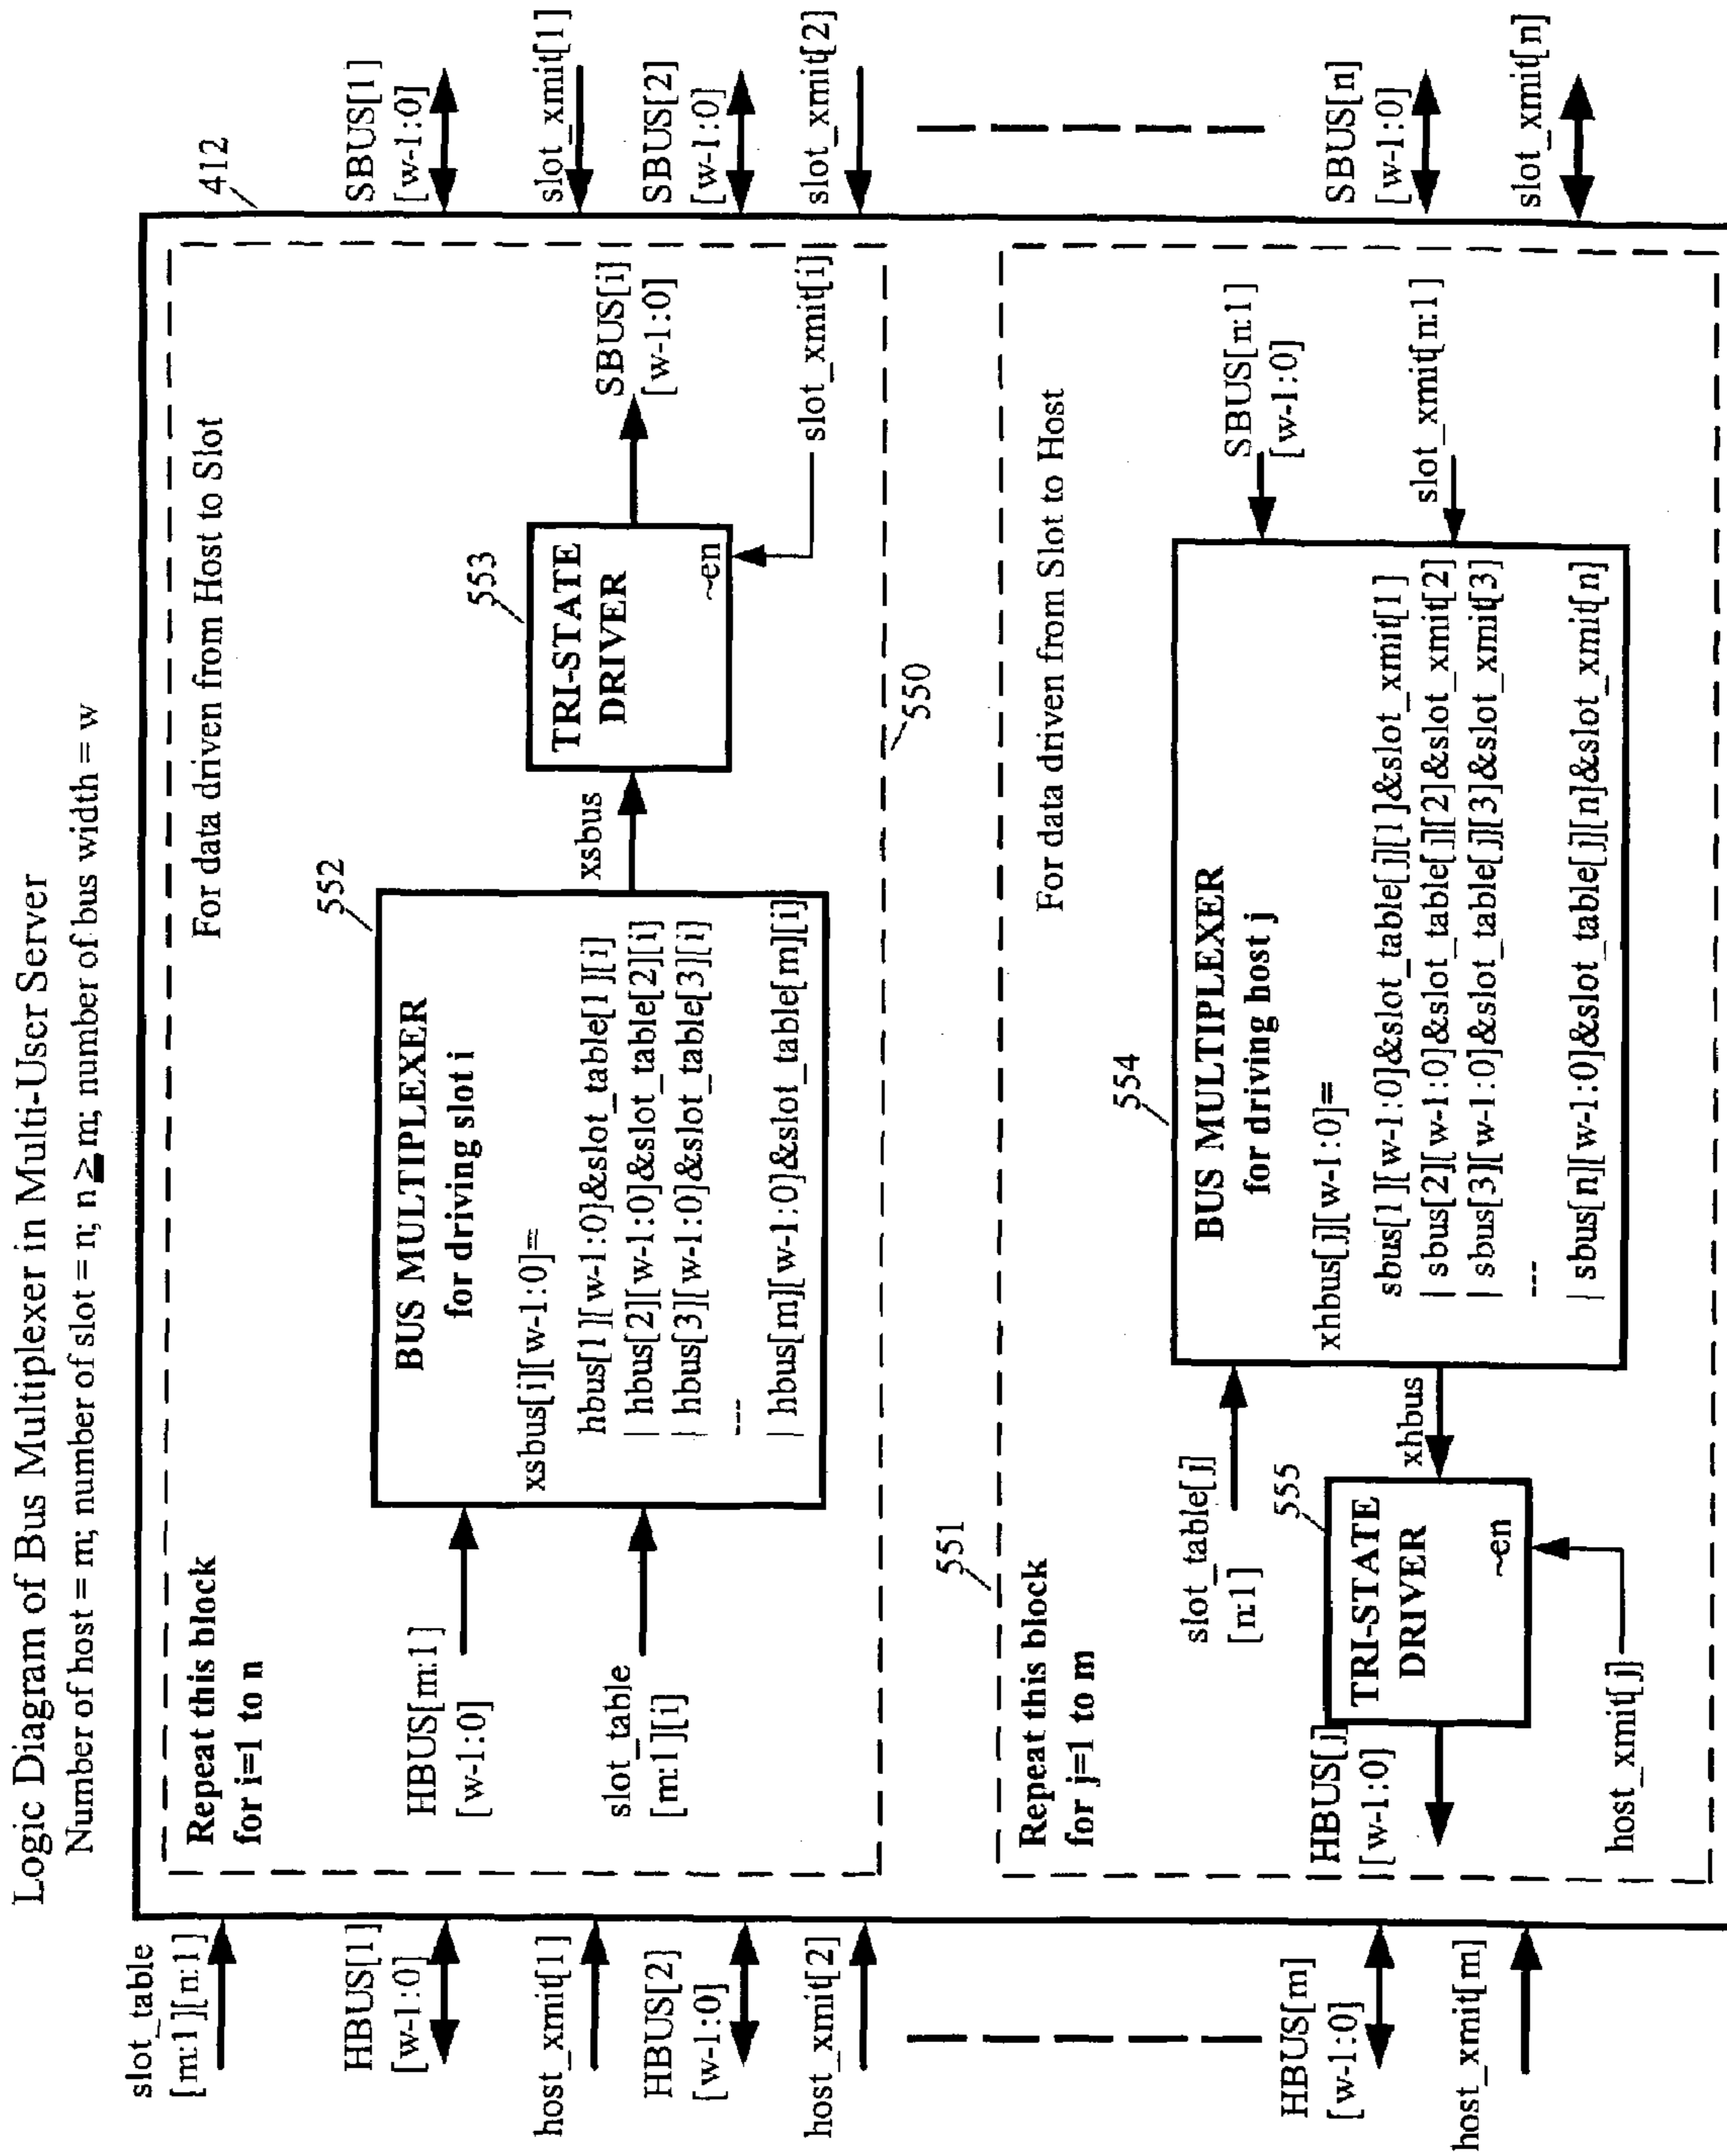 Logic Diagram of Bus Multiplexer in Multi-User Server
Number of host = m; number of slot = n; n ≥ m; number of bus width = w
412
slot_table
[m:1][n:1]
HBUS[1]
[w-1:0]
host_xmit[1]
HBUS[2]
[w-1:0]
host_xmit[2]
HBUS[m]
[w-1:0]
host_xmit[m]
Repeat this block
for i=1 to n
For data driven from Host to Slot
HBUS[m:1]
[w-1:0]
slot_table
[m:1][i]
552
BUS MULTIPLEXER
for driving slot i
xsbus[i][w-1:0]=
hbus[1][w-1:0]&slot_table[1][i]
| hbus[2][w-1:0]&slot_table[2][i]
| hbus[3][w-1:0]&slot_table[3][i]
---
| hbus[m][w-1:0]&slot_table[m][i]
xsbus
553
TRI-STATE
DRIVER
~en
SBUS[i]
[w-1:0]
slot_xmit[i]
550
551
Repeat this block
for j=1 to m
For data driven from Slot to Host
slot_table[j]
[n:1]
554
BUS MULTIPLEXER
for driving host j
xhbus[j][w-1:0]=
sbus[1][w-1:0]&slot_table[j][1]&slot_xmit[1]
| sbus[2][w-1:0]&slot_table[j][2]&slot_xmit[2]
| sbus[3][w-1:0]&slot_table[j][3]&slot_xmit[3]
---
| sbus[n][w-1:0]&slot_table[j][n]&slot_xmit[n]
SBUS[n:1]
[w-1:0]
slot_xmit[n:1]
xhbus
555
TRI-STATE
DRIVER
~en
HBUS[j]
[w-1:0]
host_xmit[j]
SBUS[1]
[w-1:0]
slot_xmit[1]
SBUS[2]
[w-1:0]
slot_xmit[2]
SBUS[n]
[w-1:0]
slot_xmit[n]